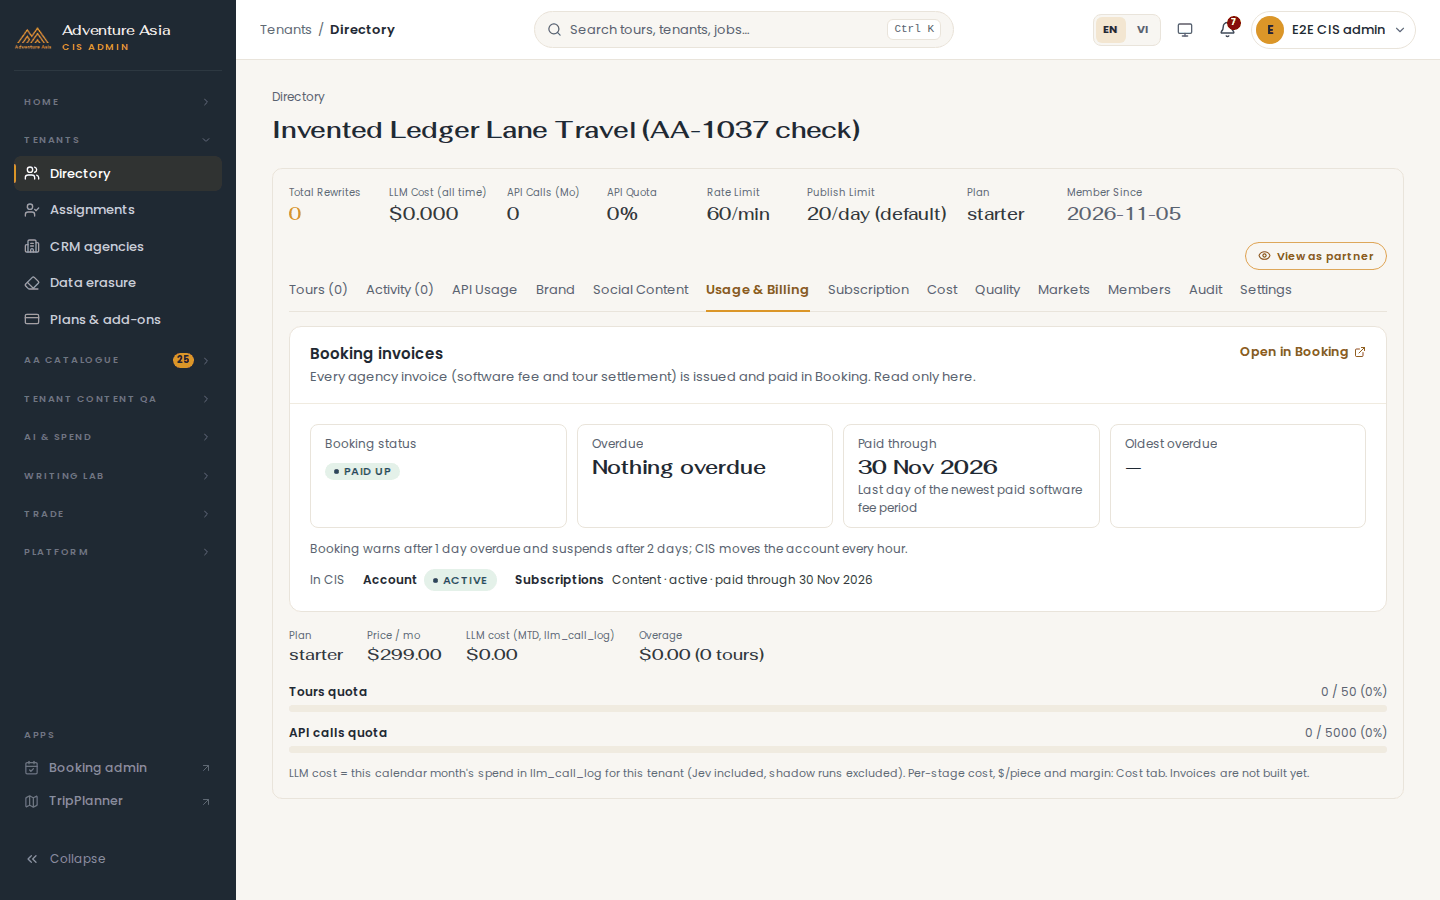 Adventure Asia
CIS ADMIN
Adventure Asia
Tenants / Directory
Search tours, tenants, jobs...
Ctrl K
EN
VI
7
E
E2E CIS admin
HOME
TENANTS
Directory
Assignments
CRM agencies
Data erasure
Plans & add-ons
AA CATALOGUE
25
TENANT CONTENT QA
AI & SPEND
WRITING LAB
TRADE
PLATFORM
APPS
Booking admin
TripPlanner
Collapse
Directory
Invented Ledger Lane Travel (AA-1037 check)
Total Rewrites
0
LLM Cost (all time)
$0.000
API Calls (Mo)
0
API Quota
0%
Rate Limit
60/min
Publish Limit
20/day (default)
Plan
starter
Member Since
2026-11-05
View as partner
Tours (0)
Activity (0)
API Usage
Brand
Social Content
Usage & Billing
Subscription
Cost
Quality
Markets
Members
Audit
Settings
Booking invoices
Open in Booking
Every agency invoice (software fee and tour settlement) is issued and paid in Booking. Read only here.
Booking status
PAID UP
Overdue
Nothing overdue
Paid through
30 Nov 2026
Last day of the newest paid software
fee period
Oldest overdue
—
Booking warns after 1 day overdue and suspends after 2 days; CIS moves the account every hour.
In CIS
Account
ACTIVE
Subscriptions
Content · active · paid through 30 Nov 2026
Plan
starter
Price / mo
$299.00
LLM cost (MTD, llm_call_log)
$0.00
Overage
$0.00 (0 tours)
Tours quota
0 / 50 (0%)
API calls quota
0 / 5000 (0%)
LLM cost = this calendar month's spend in llm_call_log for this tenant (Jev included, shadow runs excluded). Per-stage cost, $/piece and margin: Cost tab. Invoices are not built yet.